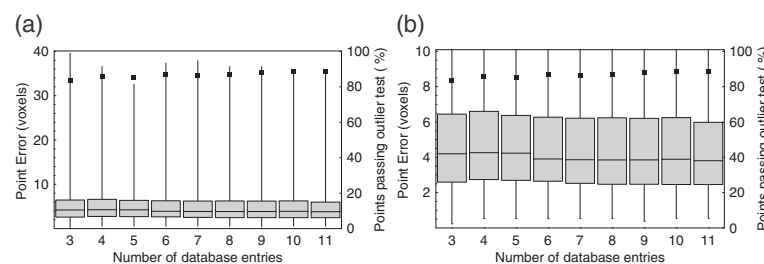 (a)
Point Error (voxels)
40
30
20
10
100
80
60
40
20
0
Points passing outlier test ( %)
3 4 5 6 7 8 9 10 11
Number of database entries
(b)
Point Error (voxels)
10
8
6
4
2
100
80
60
40
20
0
Points passing outlier test ( %)
3 4 5 6 7 8 9 10 11
Number of database entries